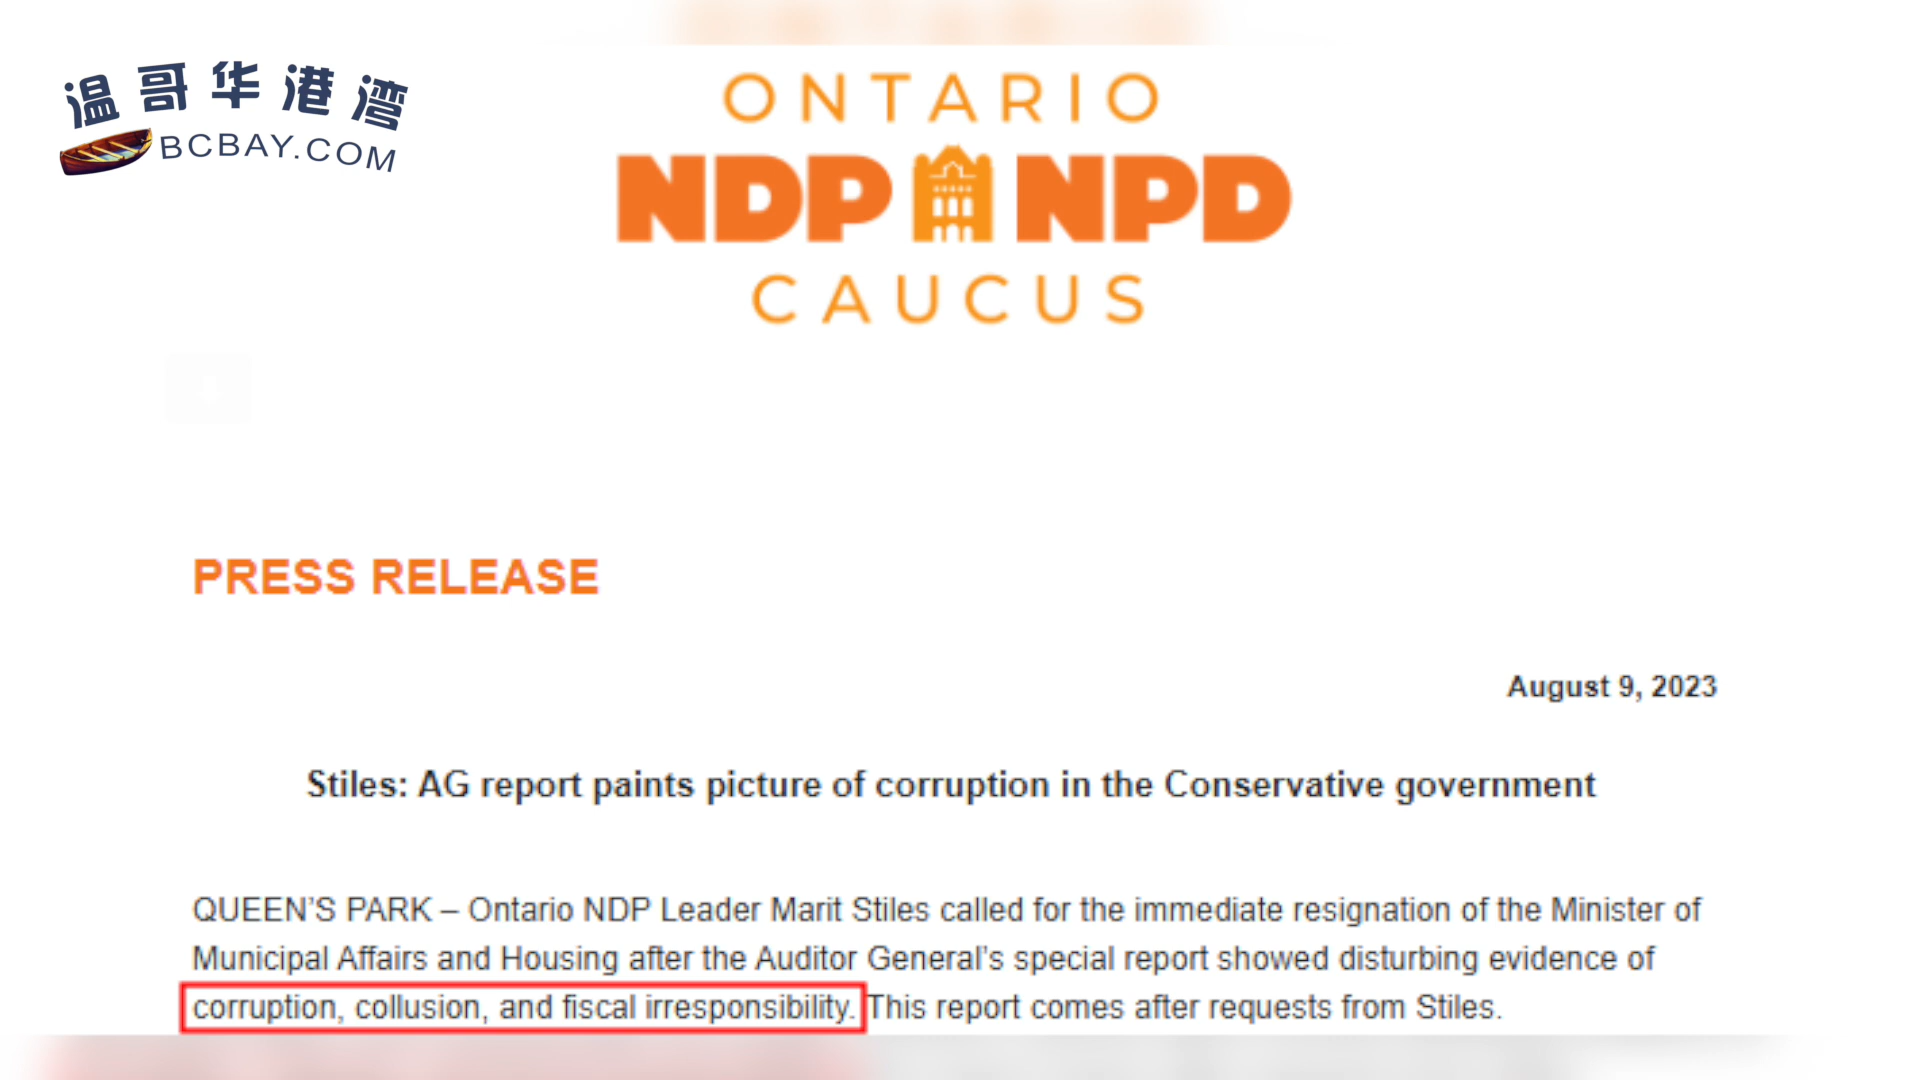 温哥华港湾
BCBAY.COM
ONTARIO
NDP NPD
CAUCUS
PRESS RELEASE
August 9, 2023
Stiles: AG report paints picture of corruption in the Conservative government
QUEEN'S PARK – Ontario NDP Leader Marit Stiles called for the immediate resignation of the Minister of
Municipal Affairs and Housing after the Auditor General's special report showed disturbing evidence of
corruption, collusion, and fiscal irresponsibility. This report comes after requests from Stiles.